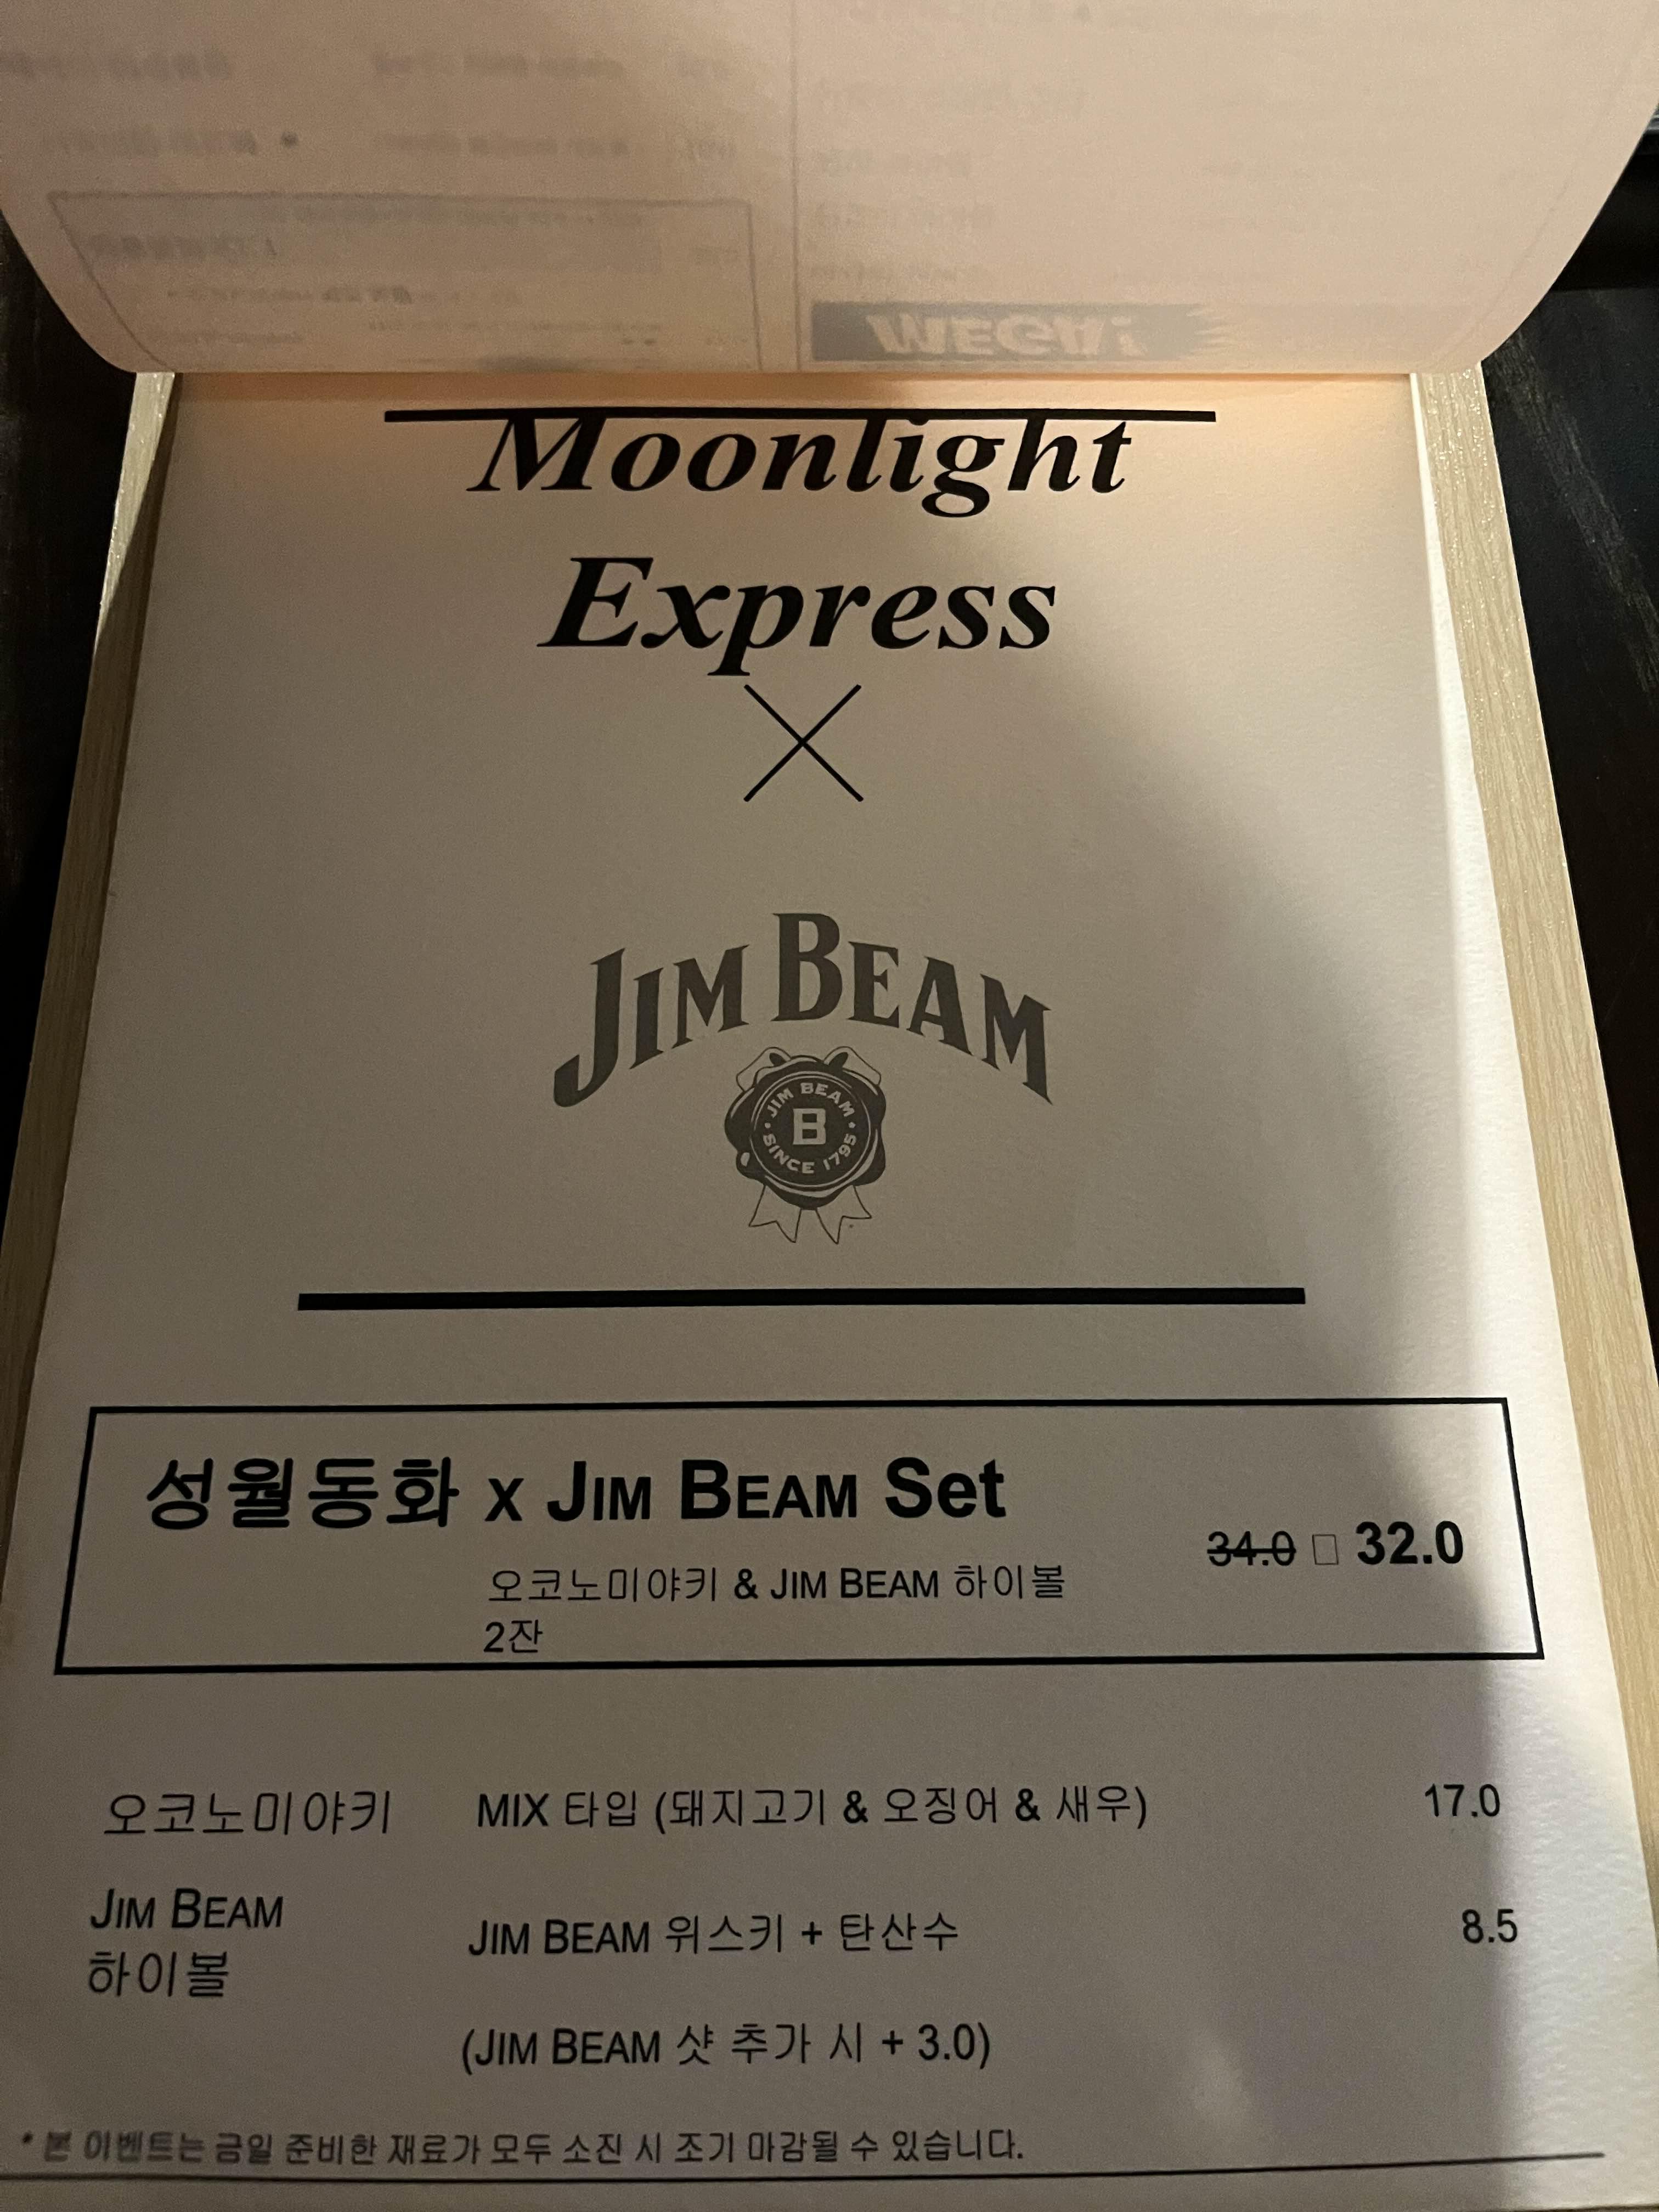 MEGA!
Moonlight
Express
JIM BEAM
JIM BEAM
B
SINCE 1795
성월동화 x JIM BEAM Set
34.0 □ 32.0
오코노미야키 & JIM BEAM 하이볼
2잔
오코노미야키 MIX 타입 (돼지고기 & 오징어 & 새우) 17.0
JIM BEAM
하이볼 JIM BEAM 위스키 + 탄산수 8.5
(JIM BEAM 샷 추가 시 + 3.0)
* 본 이벤트는 금일 준비한 재료가 모두 소진 시 조기 마감될 수 있습니다.